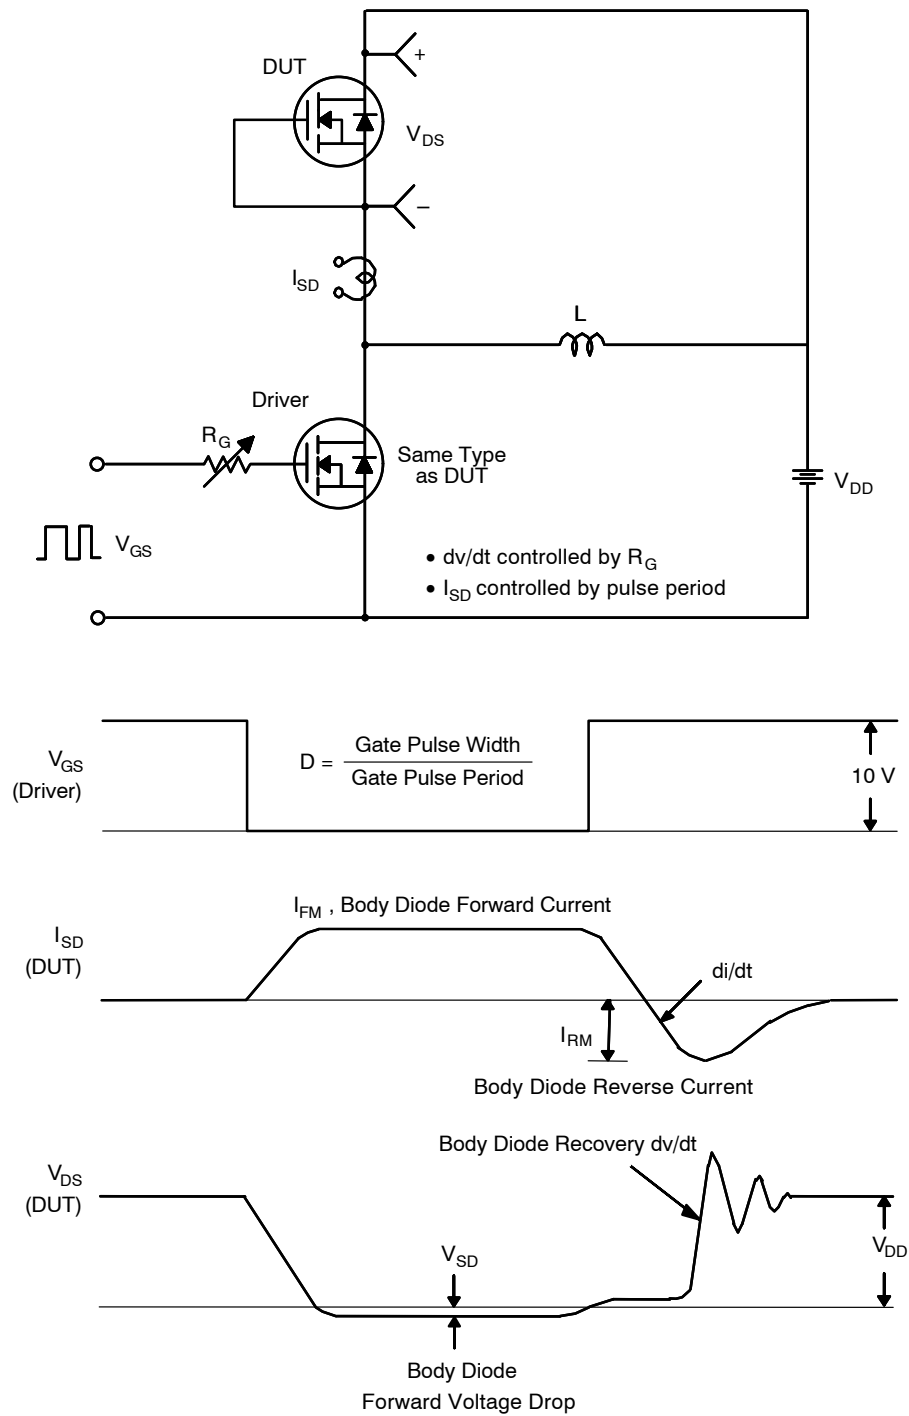 DUT
+
V_DS
−
I_SD
L
Driver
R_G
Same Type
as DUT
V_DD
V_GS
• dv/dt controlled by R_G
• I_SD controlled by pulse period
V_GS
(Driver)
D = Gate Pulse Width
Gate Pulse Period
10 V
I_FM , Body Diode Forward Current
I_SD
(DUT)
di/dt
I_RM
Body Diode Reverse Current
Body Diode Recovery dv/dt
V_DS
(DUT)
V_SD
V_DD
Body Diode
Forward Voltage Drop